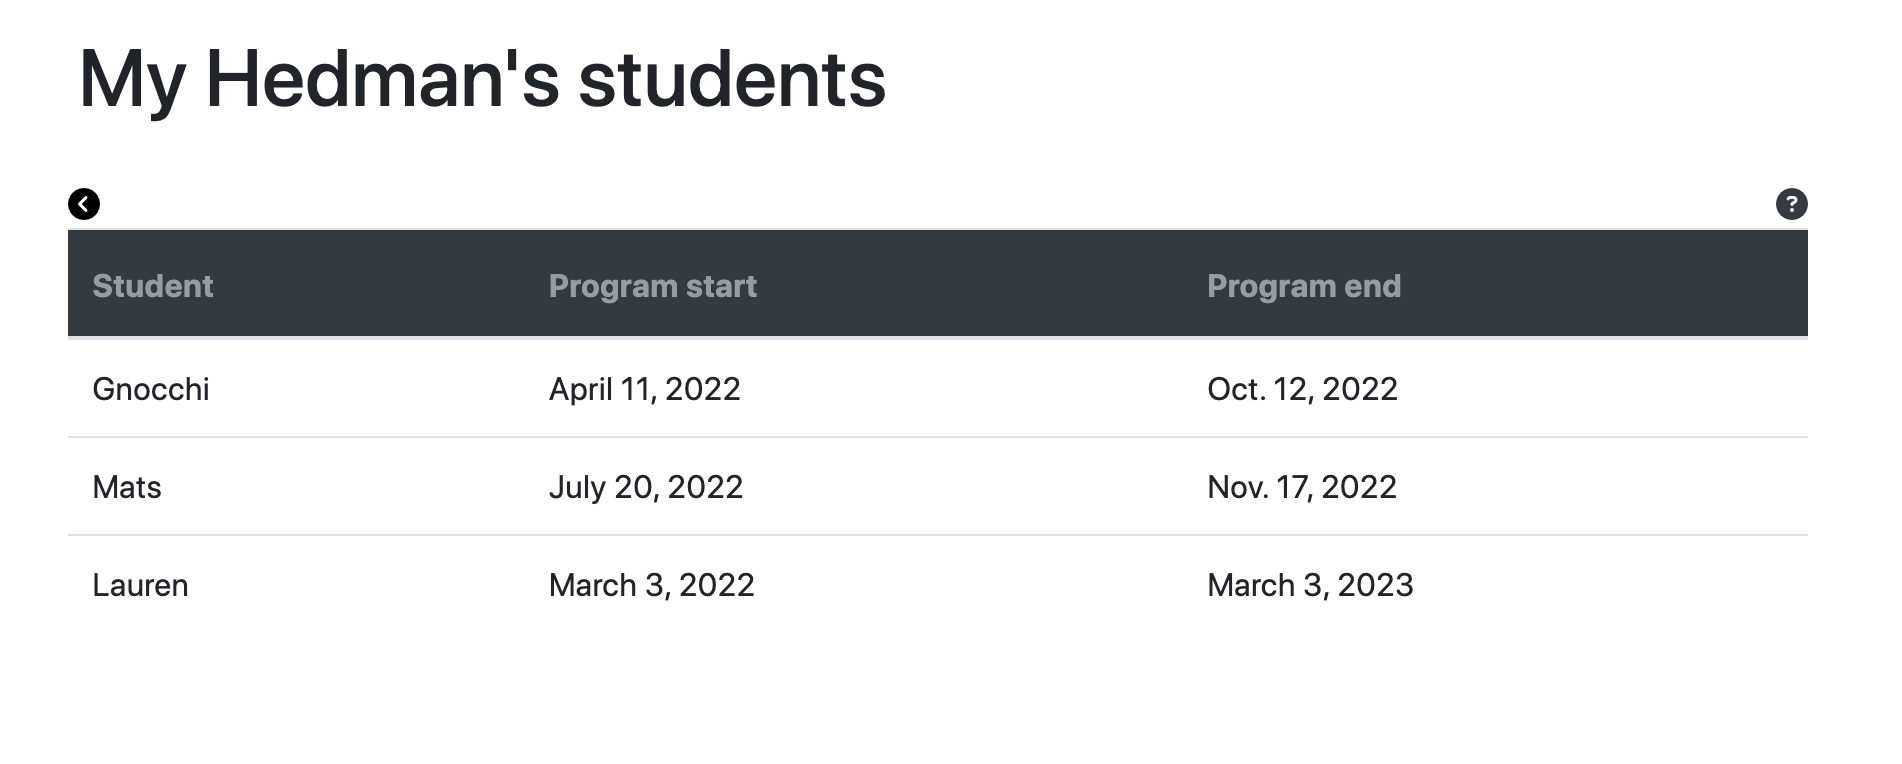 My Hedman's students
?
Student Program start Program end
Gnocchi April 11, 2022 Oct. 12, 2022
Mats July 20, 2022 Nov. 17, 2022
Lauren March 3, 2022 March 3, 2023